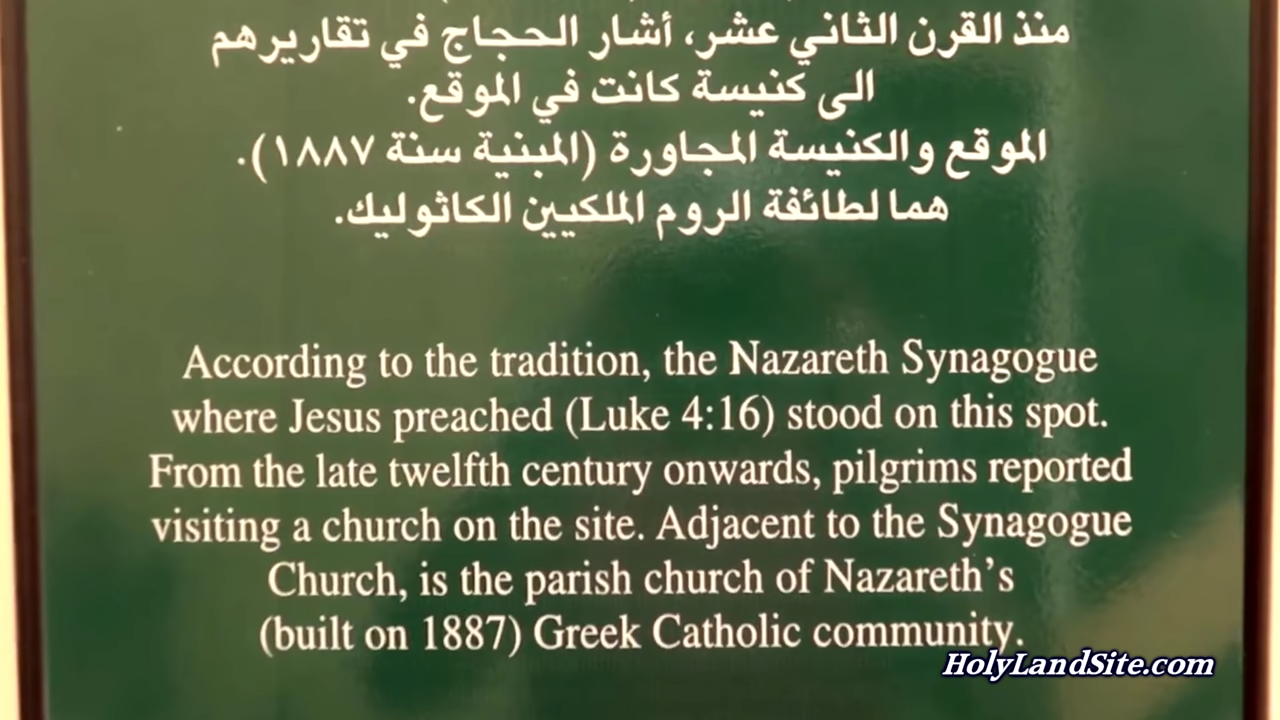 منذ القرن الثاني عشر، أشار الحجاج في تقاريرهم
الى كنيسة كانت في الموقع.
الموقع والكنيسة المجاورة (المبنية سنة ١٨٨٧).
هما لطائفة الروم الملكيين الكاثوليك.
According to the tradition, the Nazareth Synagogue
where Jesus preached (Luke 4:16) stood on this spot.
From the late twelfth century onwards, pilgrims reported
visiting a church on the site. Adjacent to the Synagogue
Church, is the parish church of Nazareth's
(built on 1887) Greek Catholic community.
HolyLandSite.com